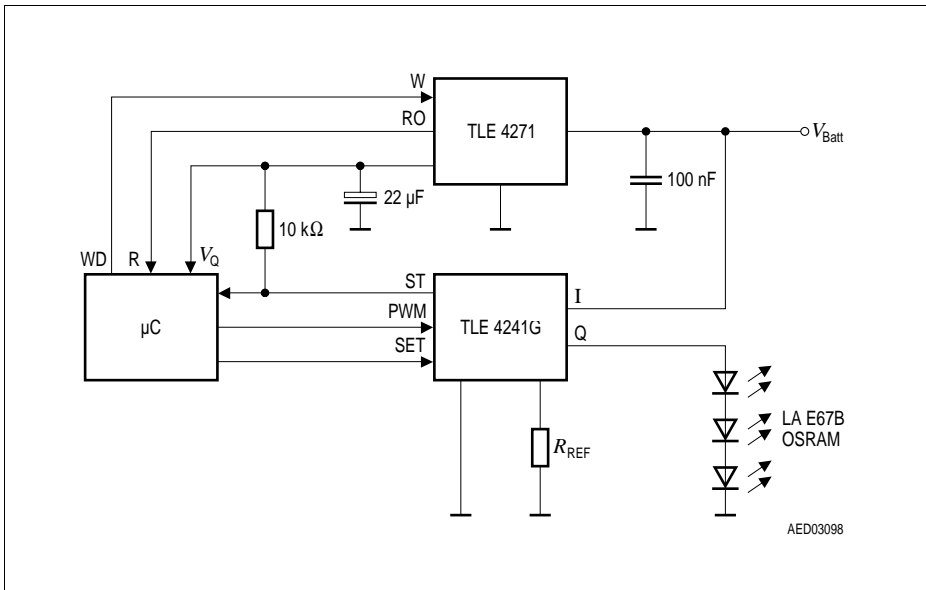 W
RO
TLE 4271
V_Batt
100 nF
22 µF
10 kΩ
WD
R
V_Q
ST
I
µC
PWM
TLE 4241G
Q
SET
LA E67B
OSRAM
R_REF
AED03098